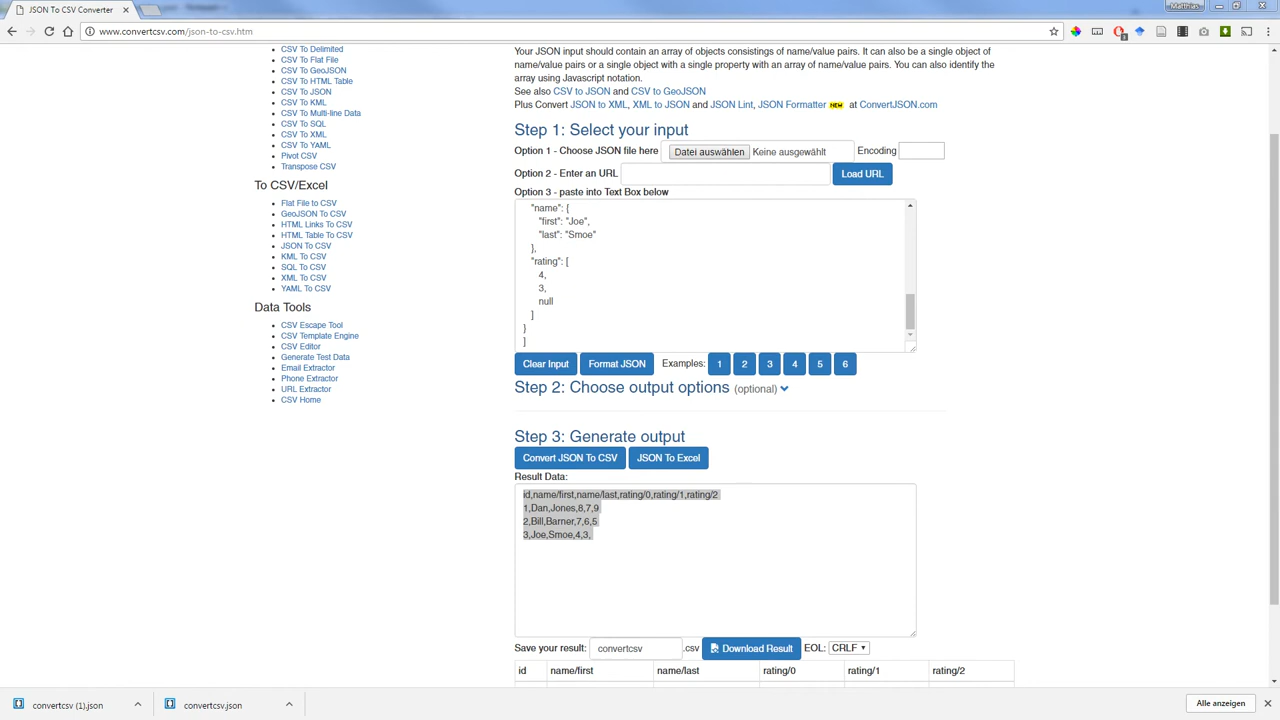 JSON To CSV Converter
Matthias
www.convertcsv.com/json-to-csv.htm
CSV To Delimited
CSV To Flat File
CSV To GeoJSON
CSV To HTML Table
CSV To JSON
CSV To KML
CSV To Multi-line Data
CSV To SQL
CSV To XML
CSV To YAML
Pivot CSV
Transpose CSV
To CSV/Excel
Flat File to CSV
GeoJSON To CSV
HTML Links To CSV
HTML Table To CSV
JSON To CSV
KML To CSV
SQL To CSV
XML To CSV
YAML To CSV
Data Tools
CSV Escape Tool
CSV Template Engine
CSV Editor
Generate Test Data
Email Extractor
Phone Extractor
URL Extractor
CSV Home
Your JSON input should contain an array of objects consistings of name/value pairs. It can also be a single object of
name/value pairs or a single object with a single property with an array of name/value pairs. You can also identify the
array using Javascript notation.
See also CSV to JSON and CSV to GeoJSON
Plus Convert JSON to XML, XML to JSON and JSON Lint, JSON Formatter NEW at ConvertJSON.com
Step 1: Select your input
Option 1 - Choose JSON file here Datei auswählen Keine ausgewählt Encoding
Option 2 - Enter an URL Load URL
Option 3 - paste into Text Box below
"name": {
"first": "Joe",
"last": "Smoe"
},
"rating": [
4,
3,
null
]
}
]
Clear Input Format JSON Examples: 1 2 3 4 5 6
Step 2: Choose output options (optional)
Step 3: Generate output
Convert JSON To CSV JSON To Excel
Result Data:
id,name/first,name/last,rating/0,rating/1,rating/2
1,Dan,Jones,8,7,9
2,Bill,Barner,7,6,5
3,Joe,Smoe,4,3,
Save your result: convertcsv .csv Download Result EOL: CRLF
id name/first name/last rating/0 rating/1 rating/2
convertcsv (1).json convertcsv.json Alle anzeigen